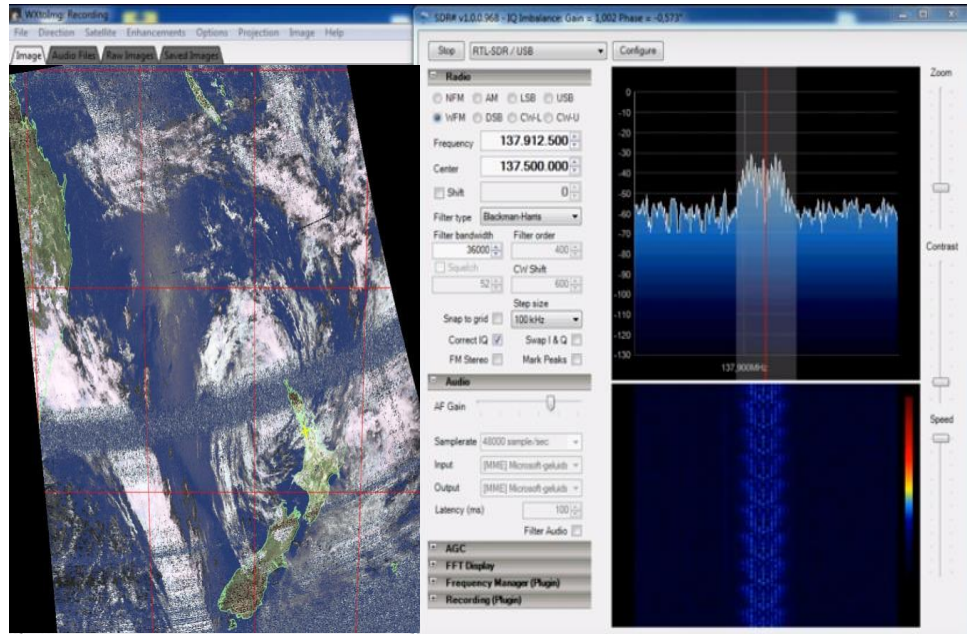 WXtoImg: Recording
File Direction Satellite Enhancements Options Projection Image Help
Image Audio Files Raw Images Saved Images
SDR# v1.0.0.968 - IQ Imbalance: Gain = 1,002 Phase = -0,573°
Stop RTL-SDR / USB Configure
Radio
NFM AM LSB USB
WFM DSB CW-L CW-U
Frequency 137.912.500
Center 137.500.000
Shift 0
Filter type Blackman-Harris
Filter bandwidth Filter order
36000 400
Squelch CW Shift
52 600
Step size
Snap to grid 100 kHz
Correct IQ Swap I & Q
FM Stereo Mark Peaks
Audio
AF Gain
Samplerate 48000 sample/sec
Input [MME] Microsoft-geluids
Output [MME] Microsoft-geluids
Latency (ms) 100
Filter Audio
AGC
FFT Display
Frequency Manager (Plugin)
Recording (Plugin)
0
-10
-20
-30
-40
-50
-60
-70
-80
-90
-100
-110
-120
-130
137,900MHz
Zoom
Contrast
Speed